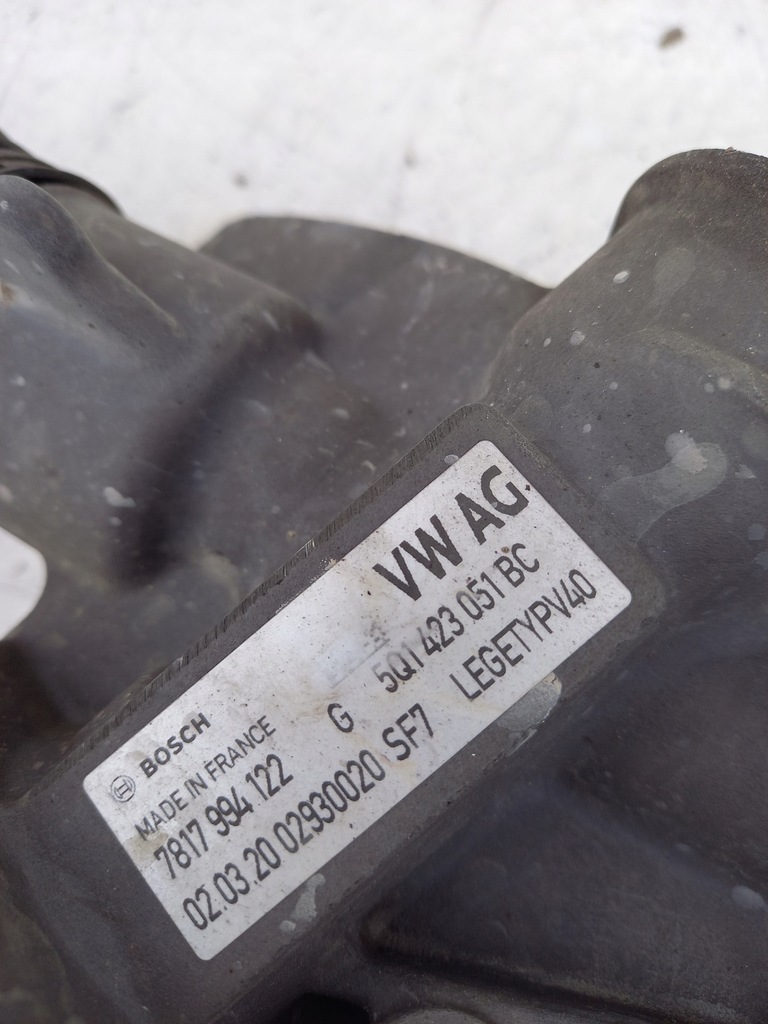 VW AG
BOSCH
MADE IN FRANCE
7817 994 122 G 5Q1 423 051 BC
02.03.20 02930020 SF7 LEGETYPV40